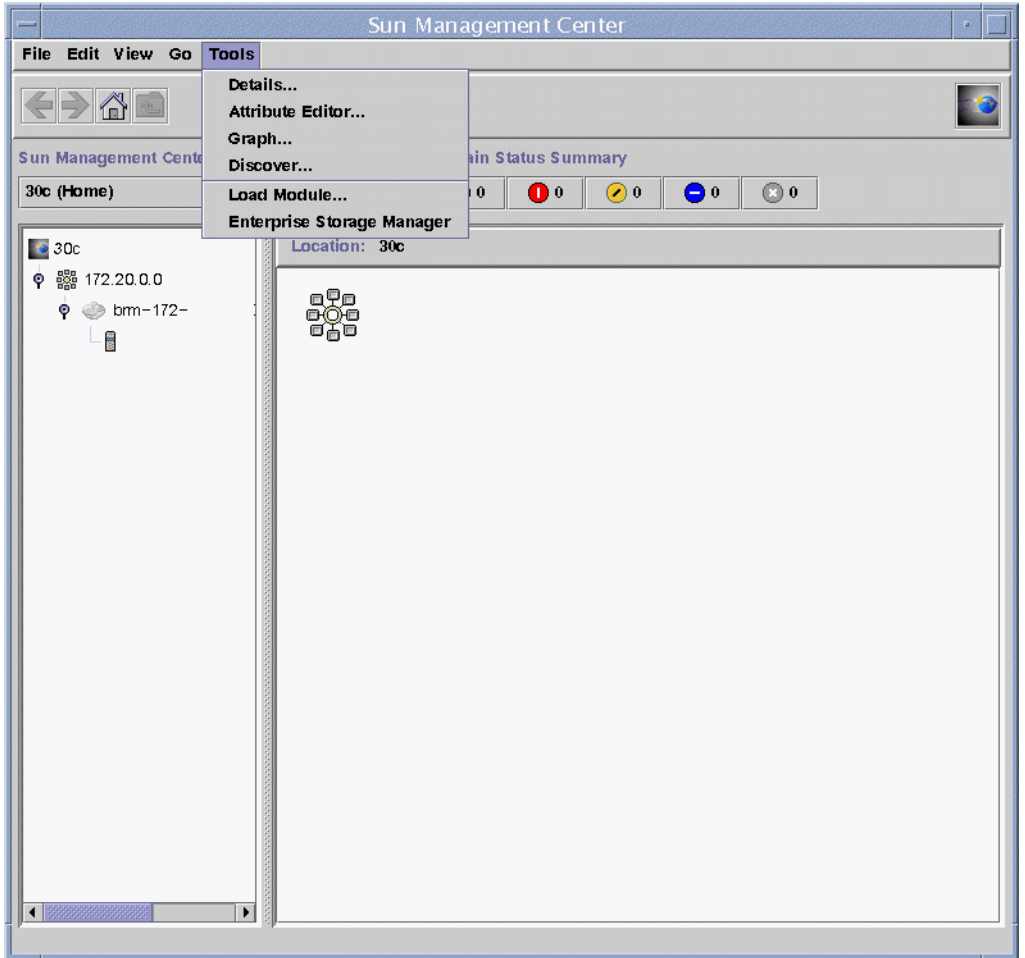 Sun Management Center
File Edit View Go Tools
Details...
Attribute Editor...
Graph...
Discover...
Load Module...
Enterprise Storage Manager
Sun Management Cente
ain Status Summary
30c (Home)
0 0 0 0 0
Location: 30c
30c
172.20.0.0
brm-172-